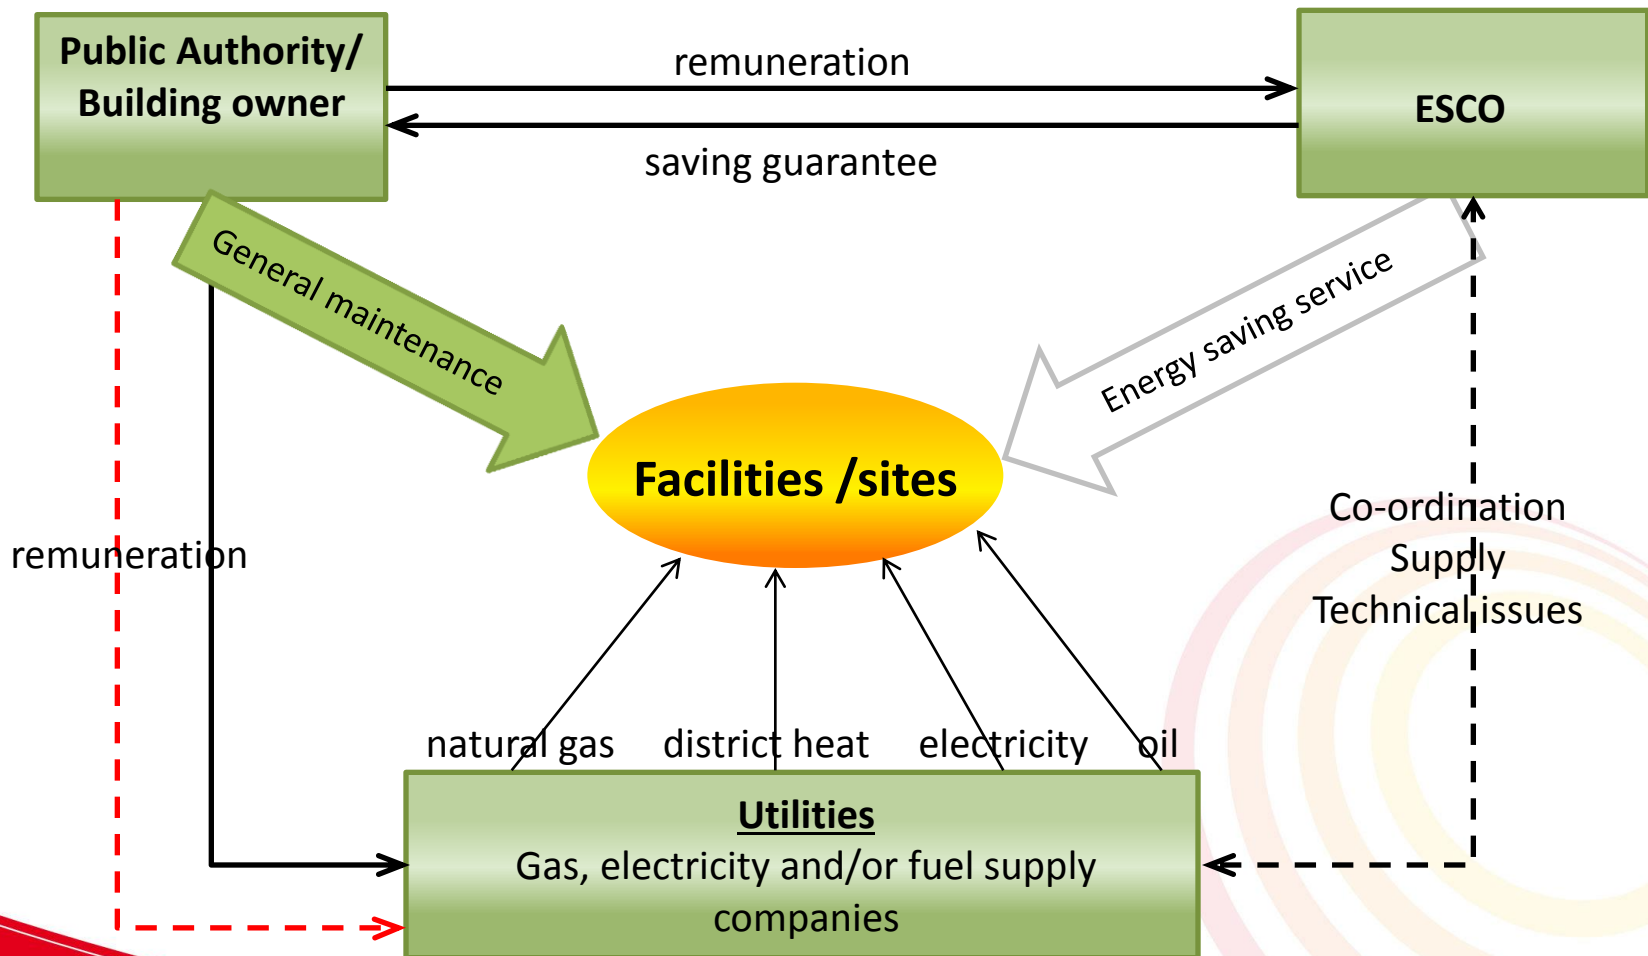 Public Authority/
Building owner
remuneration
ESCO
saving guarantee
General maintenance
Energy saving service
Facilities /sites
remuneration
Co-ordination
Supply
Technical issues
natural gas
district heat
electricity
oil
Utilities
Gas, electricity and/or fuel supply
companies